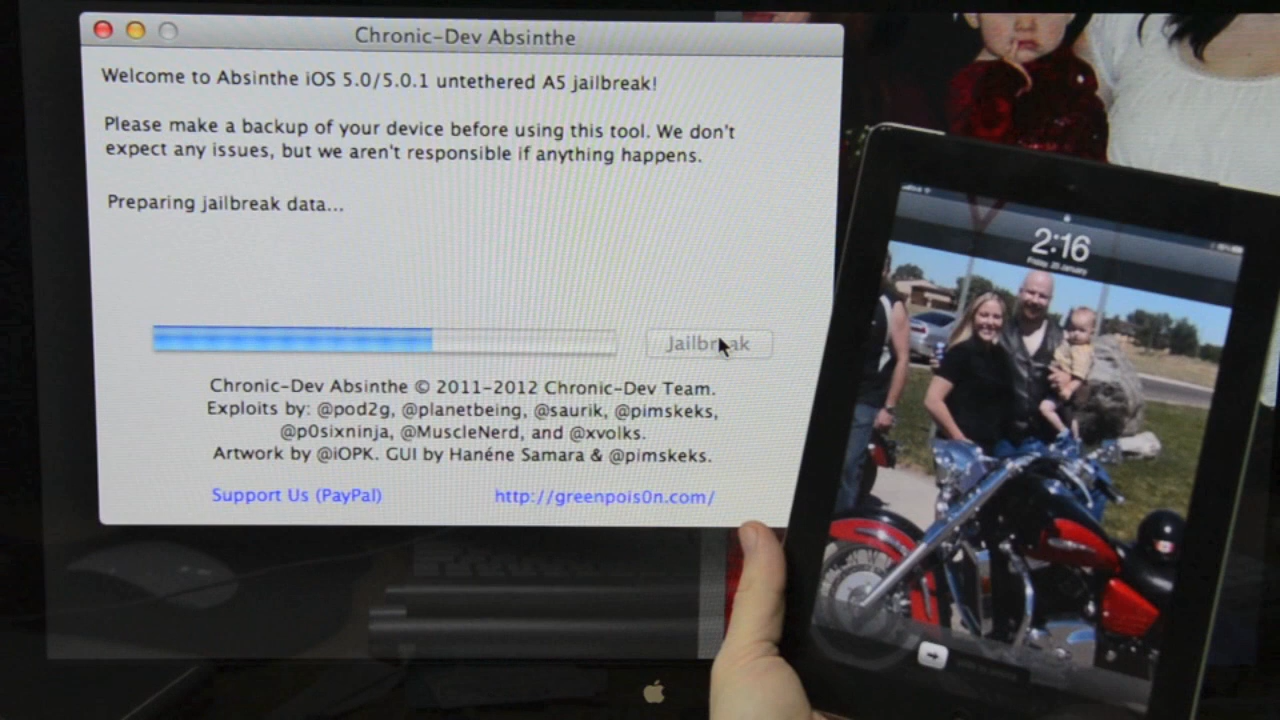 Chronic-Dev Absinthe
Welcome to Absinthe iOS 5.0/5.0.1 untethered A5 jailbreak!
Please make a backup of your device before using this tool. We don't
expect any issues, but we aren't responsible if anything happens.
Preparing jailbreak data...
Jailbreak
Chronic-Dev Absinthe © 2011-2012 Chronic-Dev Team.
Exploits by: @pod2g, @planetbeing, @saurik, @pimskeks,
@p0sixninja, @MuscleNerd, and @xvolks.
Artwork by @iOPK. GUI by Hanéne Samara & @pimskeks.
Support Us (PayPal)
http://greenpois0n.com/
2:16
Friday, 20 January